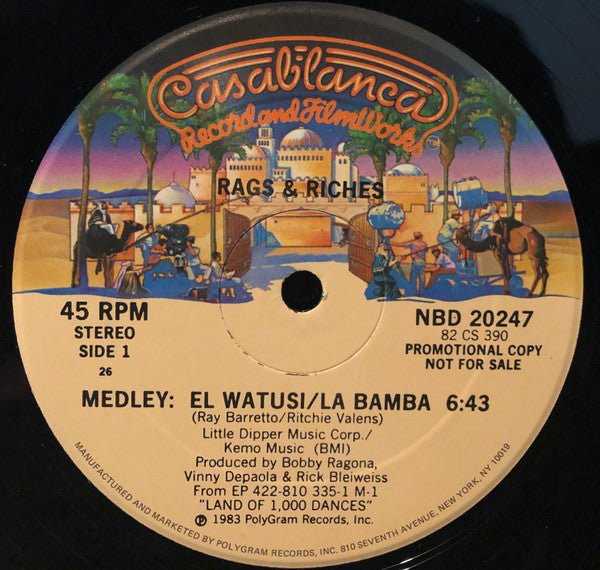 Casablanca
Record and FilmWorks
RAGS & RICHES
45 RPM
STEREO
SIDE 1
26
NBD 20247
82 CS 390
PROMOTIONAL COPY
NOT FOR SALE
MEDLEY: EL WATUSI/LA BAMBA 6:43
(Ray Barretto/Ritchie Valens)
Little Dipper Music Corp./
Kemo Music (BMI)
Produced by Bobby Ragona,
Vinny Depaola & Rick Bleiweiss
From EP 422-810 335-1 M-1
"LAND OF 1,000 DANCES"
℗ 1983 PolyGram Records, Inc.
MANUFACTURED AND MARKETED BY POLYGRAM RECORDS, INC. 810 SEVENTH AVENUE, NEW YORK, NY 10019